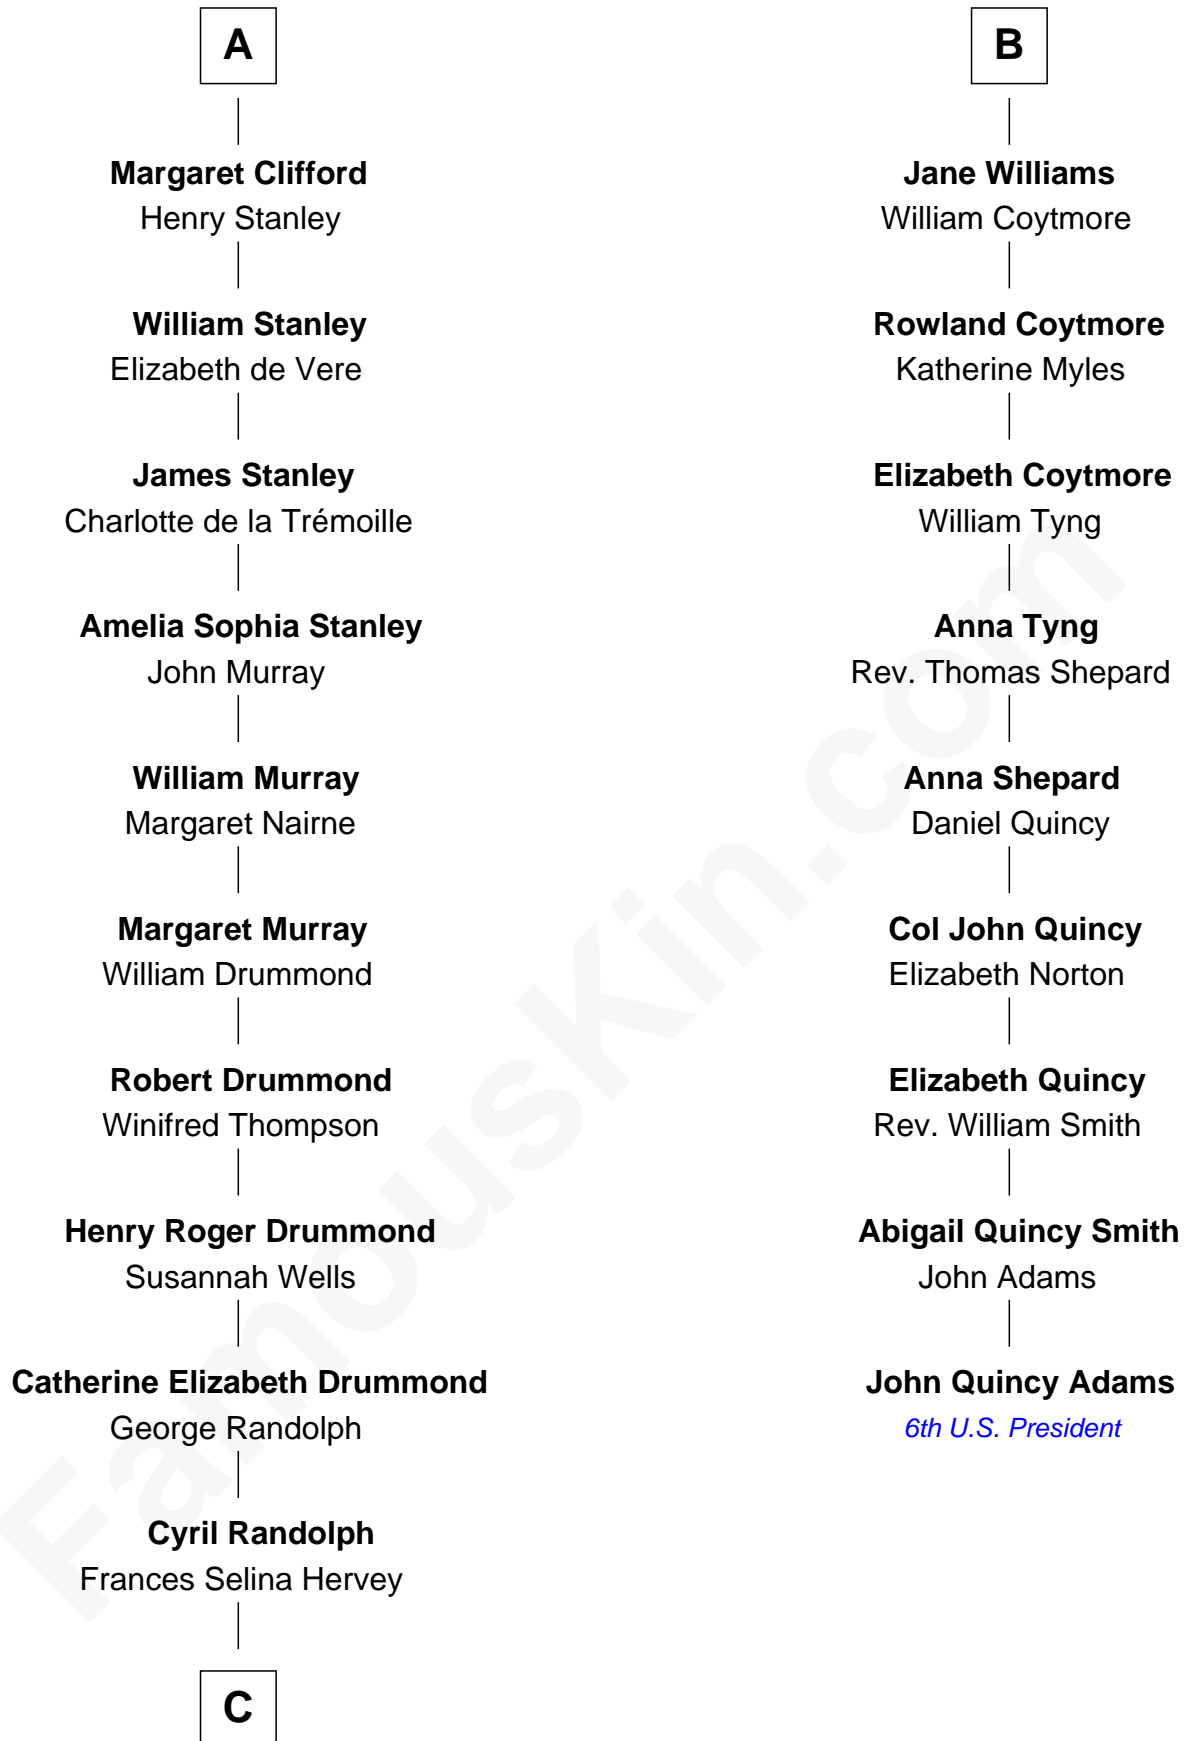 A
Margaret Clifford
Henry Stanley
William Stanley
Elizabeth de Vere
James Stanley
Charlotte de la Trémoille
Amelia Sophia Stanley
John Murray
William Murray
Margaret Nairne
Margaret Murray
William Drummond
Robert Drummond
Winifred Thompson
Henry Roger Drummond
Susannah Wells
Catherine Elizabeth Drummond
George Randolph
Cyril Randolph
Frances Selina Hervey
C
B
Jane Williams
William Coytmore
Rowland Coytmore
Katherine Myles
Elizabeth Coytmore
William Tyng
Anna Tyng
Rev. Thomas Shepard
Anna Shepard
Daniel Quincy
Col John Quincy
Elizabeth Norton
Elizabeth Quincy
Rev. William Smith
Abigail Quincy Smith
John Adams
John Quincy Adams
6th U.S. President
FamousKin.com